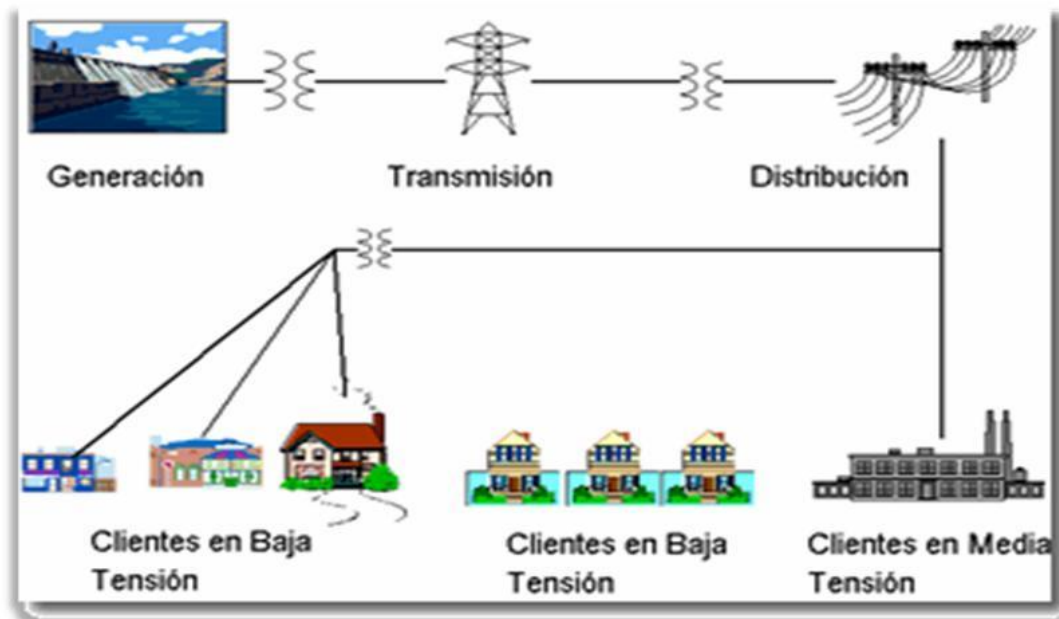 Generación
Transmisión
Distribución
Clientes en Baja
Tensión
Clientes en Baja
Tensión
Clientes en Media
Tensión